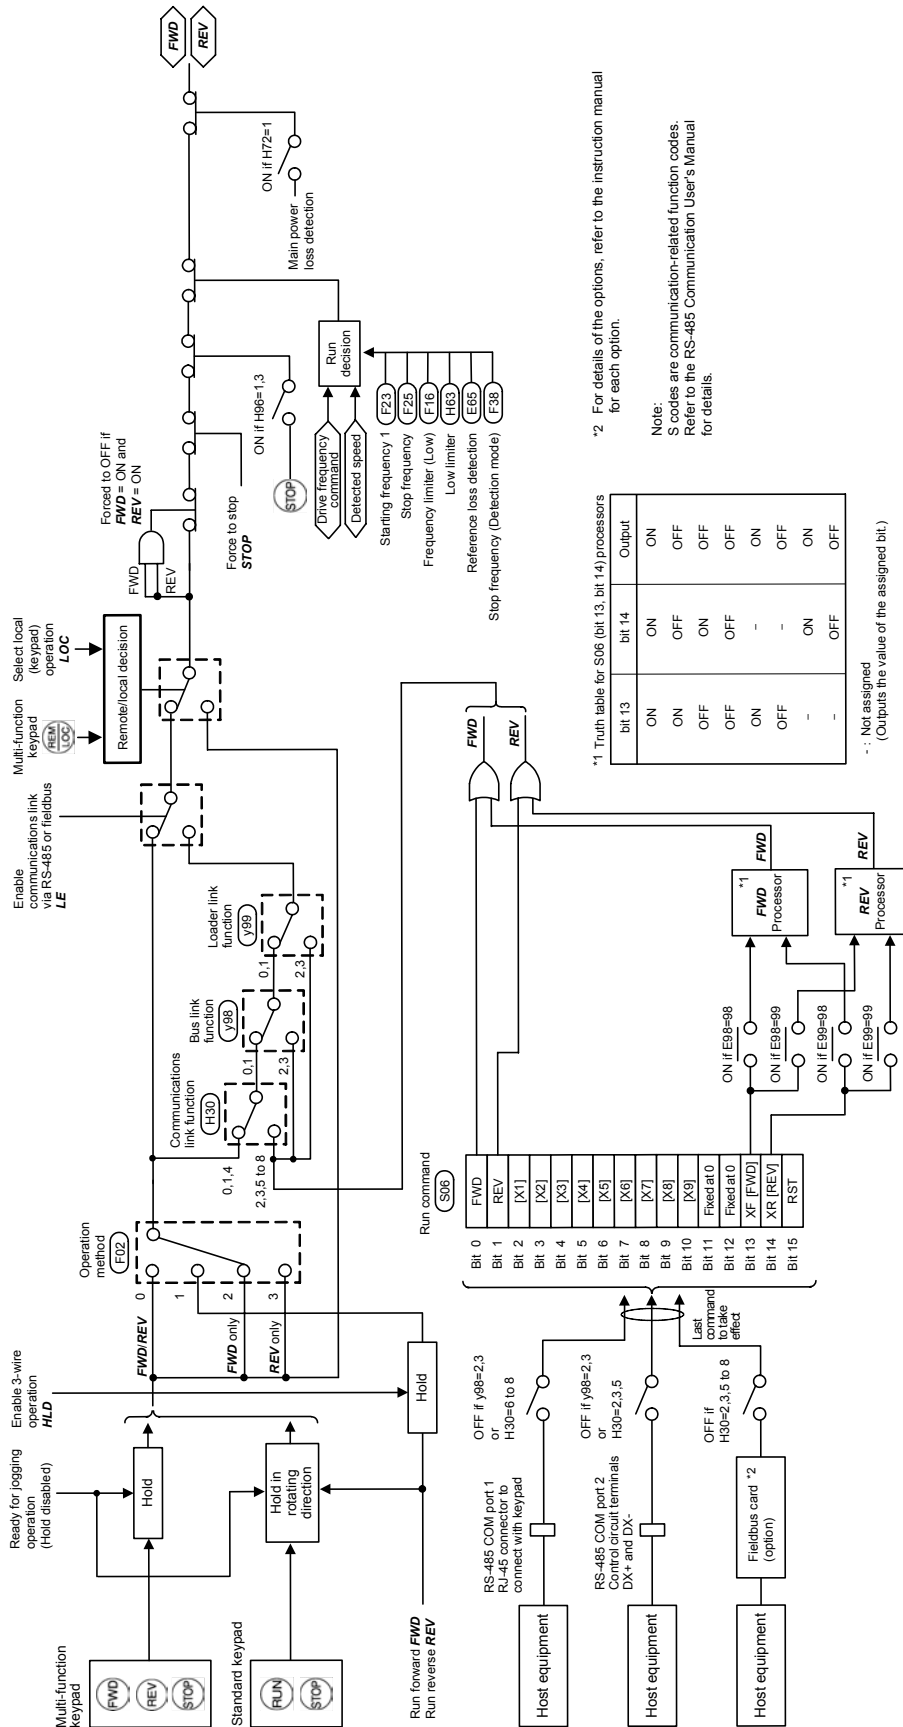 Multi-function
keypad
FWD
REV
STOP
Standard keypad
RUN
STOP
Ready for jogging
operation
(Hold disabled)
Hold
Hold in
rotating
direction
Run forward FWD
Run reverse REV
Enable 3-wire
operation
HLD
Hold
FWD/REV
FWD only
REV only
0
1
2
3
Operation
method
F02
Communications
link function
H30
0,1,4
2,3,5 to 8
Bus link
function
y98
0,1
2,3
Loader link
function
y99
0,1
2,3
Enable
communications link
via RS-485 or fieldbus
LE
Multi-function
keypad
REM
LOC
Select local
(keypad)
operation
LOC
Remote/local decision
FWD
REV
Forced to OFF if
FWD = ON and
REV = ON
Force to stop
STOP
ON if H96=1,3
STOP
Drive frequency
command
Detected speed
Run
decision
Starting frequency 1
F23
Stop frequency
F25
Frequency limiter (Low)
F16
Low limiter
H63
Reference loss detection
E65
Stop frequency (Detection mode)
F38
Main power
loss detection
ON if H72=1
FWD
REV
Host equipment
RS-485 COM port 1
RJ-45 connector to
connect with keypad
OFF if y98=2,3
or
H30=6 to 8
Host equipment
RS-485 COM port 2
Control circuit terminals
DX+ and DX-
OFF if y98=2,3
or
H30=2,3,5
Host equipment
Fieldbus card *2
(option)
OFF if
H30=2,3,5 to 8
Last
command
to take
effect
Run command
S06
Bit 0 FWD
Bit 1 REV
Bit 2 [X1]
Bit 3 [X2]
Bit 4 [X3]
Bit 5 [X4]
Bit 6 [X5]
Bit 7 [X6]
Bit 8 [X7]
Bit 9 [X8]
Bit 10 [X9]
Bit 11 Fixed at 0
Bit 12 Fixed at 0
Bit 13 XF [FWD]
Bit 14 XR [REV]
Bit 15 RST
ON if E98=98
ON if E98=99
ON if E99=98
ON if E99=99
*1
FWD
Processor
*1
REV
Processor
FWD
REV
FWD
REV
*1 Truth table for S06 (bit 13, bit 14) processors
bit 13 bit 14 Output
ON ON ON
ON OFF OFF
OFF ON OFF
OFF OFF OFF
ON - ON
OFF - OFF
- ON ON
- OFF OFF
- : Not assigned
(Outputs the value of the assigned bit.)
*2 For details of the options, refer to the instruction manual
for each option.
Note:
S codes are communication-related function codes.
Refer to the RS-485 Communication User's Manual
for details.